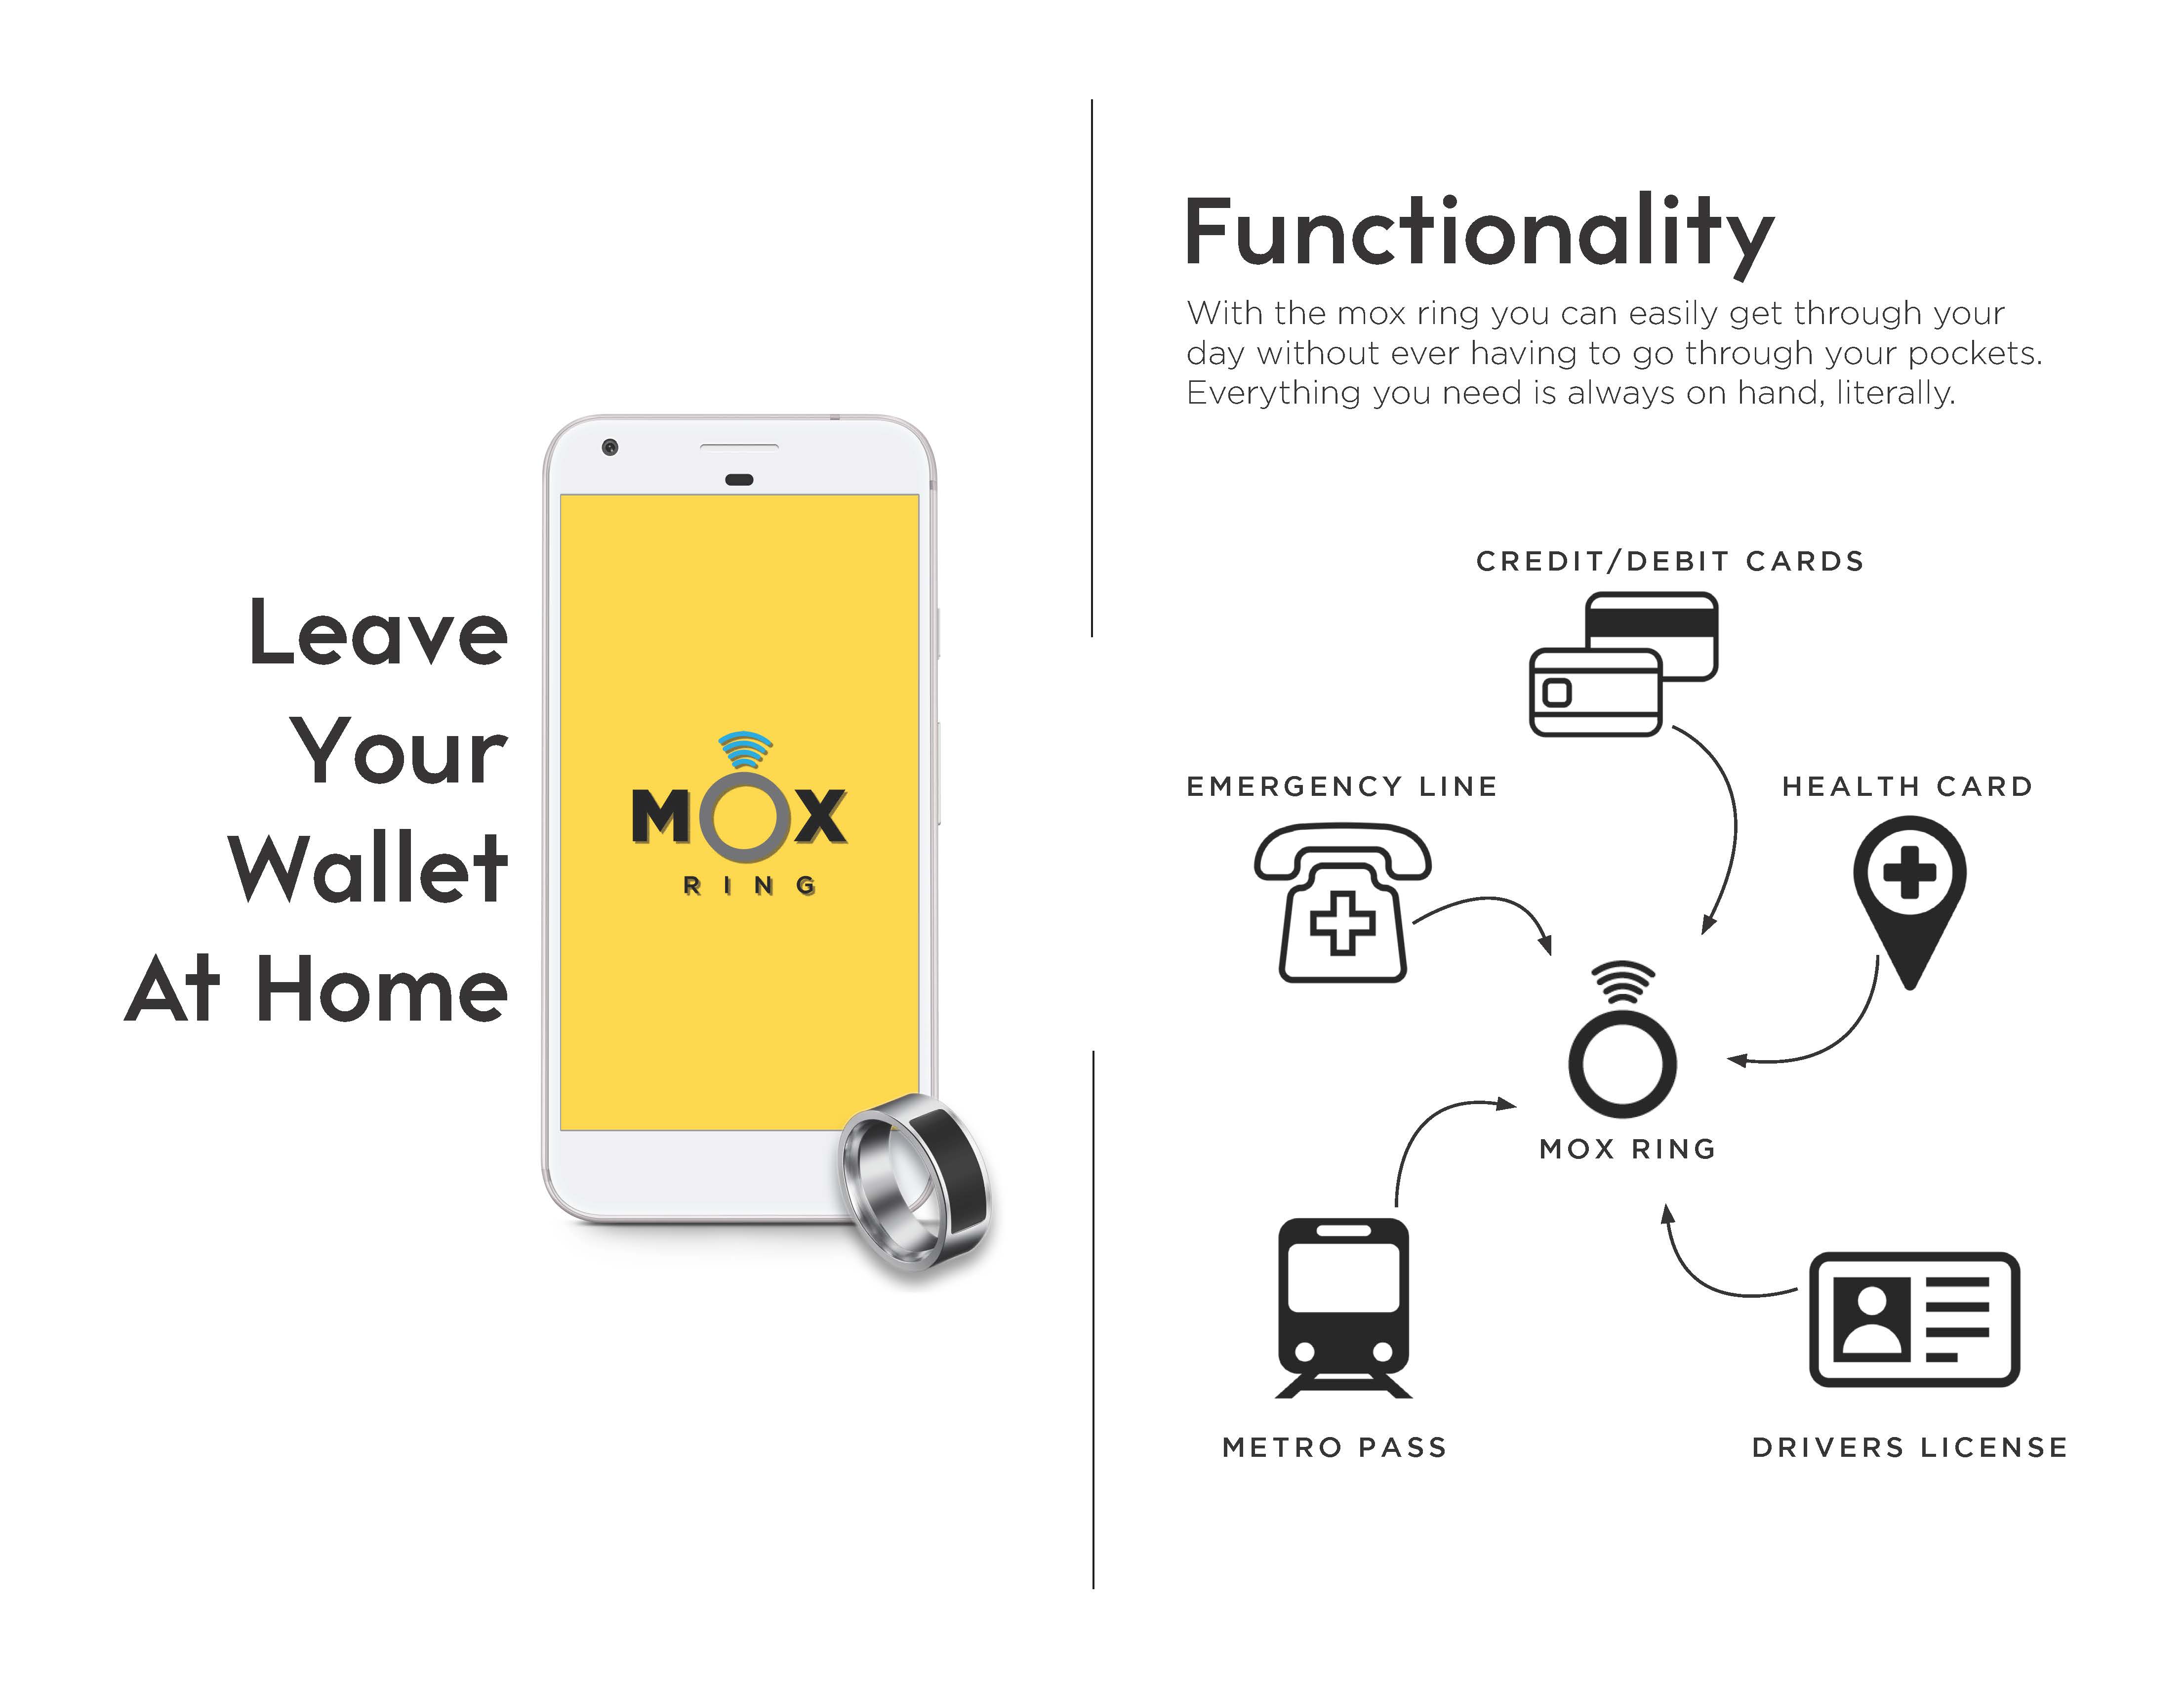 Leave
Your
Wallet
At Home
MOX
RING
Functionality
With the mox ring you can easily get through your
day without ever having to go through your pockets.
Everything you need is always on hand, literally.
CREDIT/DEBIT CARDS
EMERGENCY LINE
HEALTH CARD
MOX RING
METRO PASS
DRIVERS LICENSE